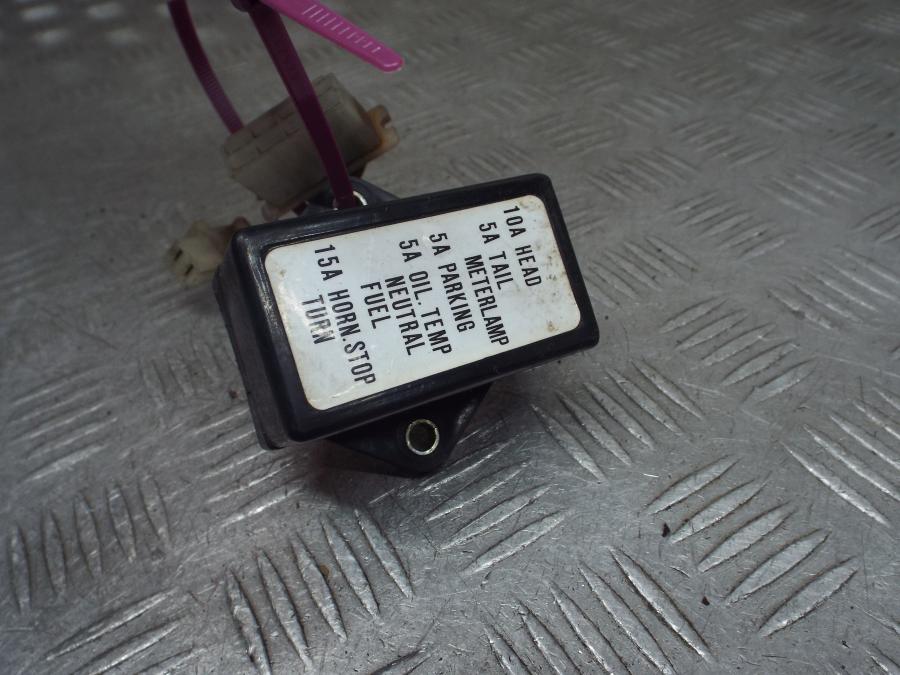 10A HEAD
5A TAIL
METERLAMP
5A PARKING
5A OIL.TEMP
NEUTRAL
FUEL
15A HORN.STOP
TURN